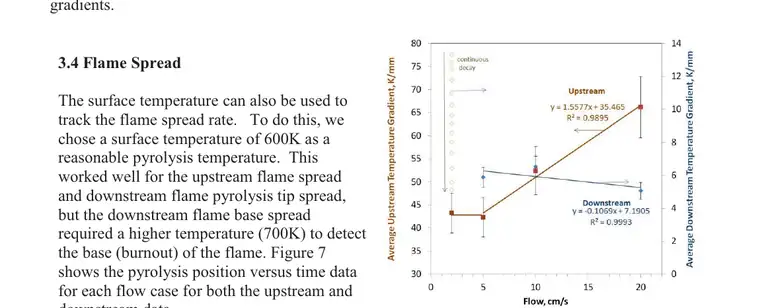 gradients.
3.4 Flame Spread
The surface temperature can also be used to
track the flame spread rate. To do this, we
chose a surface temperature of 600K as a
reasonable pyrolysis temperature. This
worked well for the upstream flame spread
and downstream flame pyrolysis tip spread,
but the downstream flame base spread
required a higher temperature (700K) to detect
the base (burnout) of the flame. Figure 7
shows the pyrolysis position versus time data
for each flow case for both the upstream and
downstream data.
Average Upstream Temperature Gradient, K/mm
80
75
70
65
60
55
50
45
40
35
30
continuous
decay
Upstream
y = 1.5577x + 35.465
R² = 0.9895
Downstream
y = -0.1069x + 7.1905
R² = 0.9993
14
12
10
8
6
4
2
0
Average Downstream Temperature Gradient, K/mm
0
5
10
15
20
Flow, cm/s